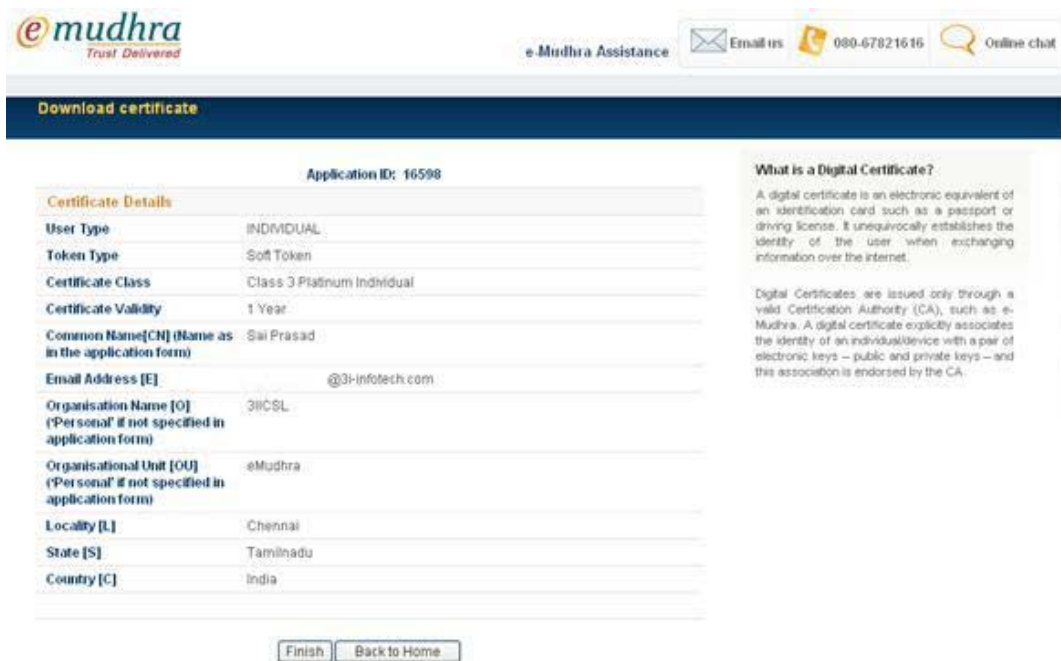 emudhra
Trust Delivered
e-Mudhra Assistance
Email us
080-67821616
Online chat
Download certificate
Application ID: 16598
Certificate Details
User Type INDIVIDUAL
Token Type Soft Token
Certificate Class Class 3 Platinum Individual
Certificate Validity 1 Year
Common Name[CN] (Name as Sai Prasad
in the application form)
Email Address [E] @3i-infotech.com
Organisation Name [O] 3IICSL
('Personal' if not specified in
application form)
Organisational Unit [OU] eMudhra
('Personal' if not specified in
application form)
Locality [L] Chennai
State [S] Tamilnadu
Country [C] India
Finish
Back to Home
What is a Digital Certificate?
A digital certificate is an electronic equivalent of
an identification card such as a passport or
driving license. It unequivocally establishes the
identity of the user when exchanging
information over the internet.
Digital Certificates are issued only through a
valid Certification Authority (CA), such as e-
Mudhra. A digital certificate explicitly associates
the identity of an individual/device with a pair of
electronic keys – public and private keys – and
this association is endorsed by the CA.